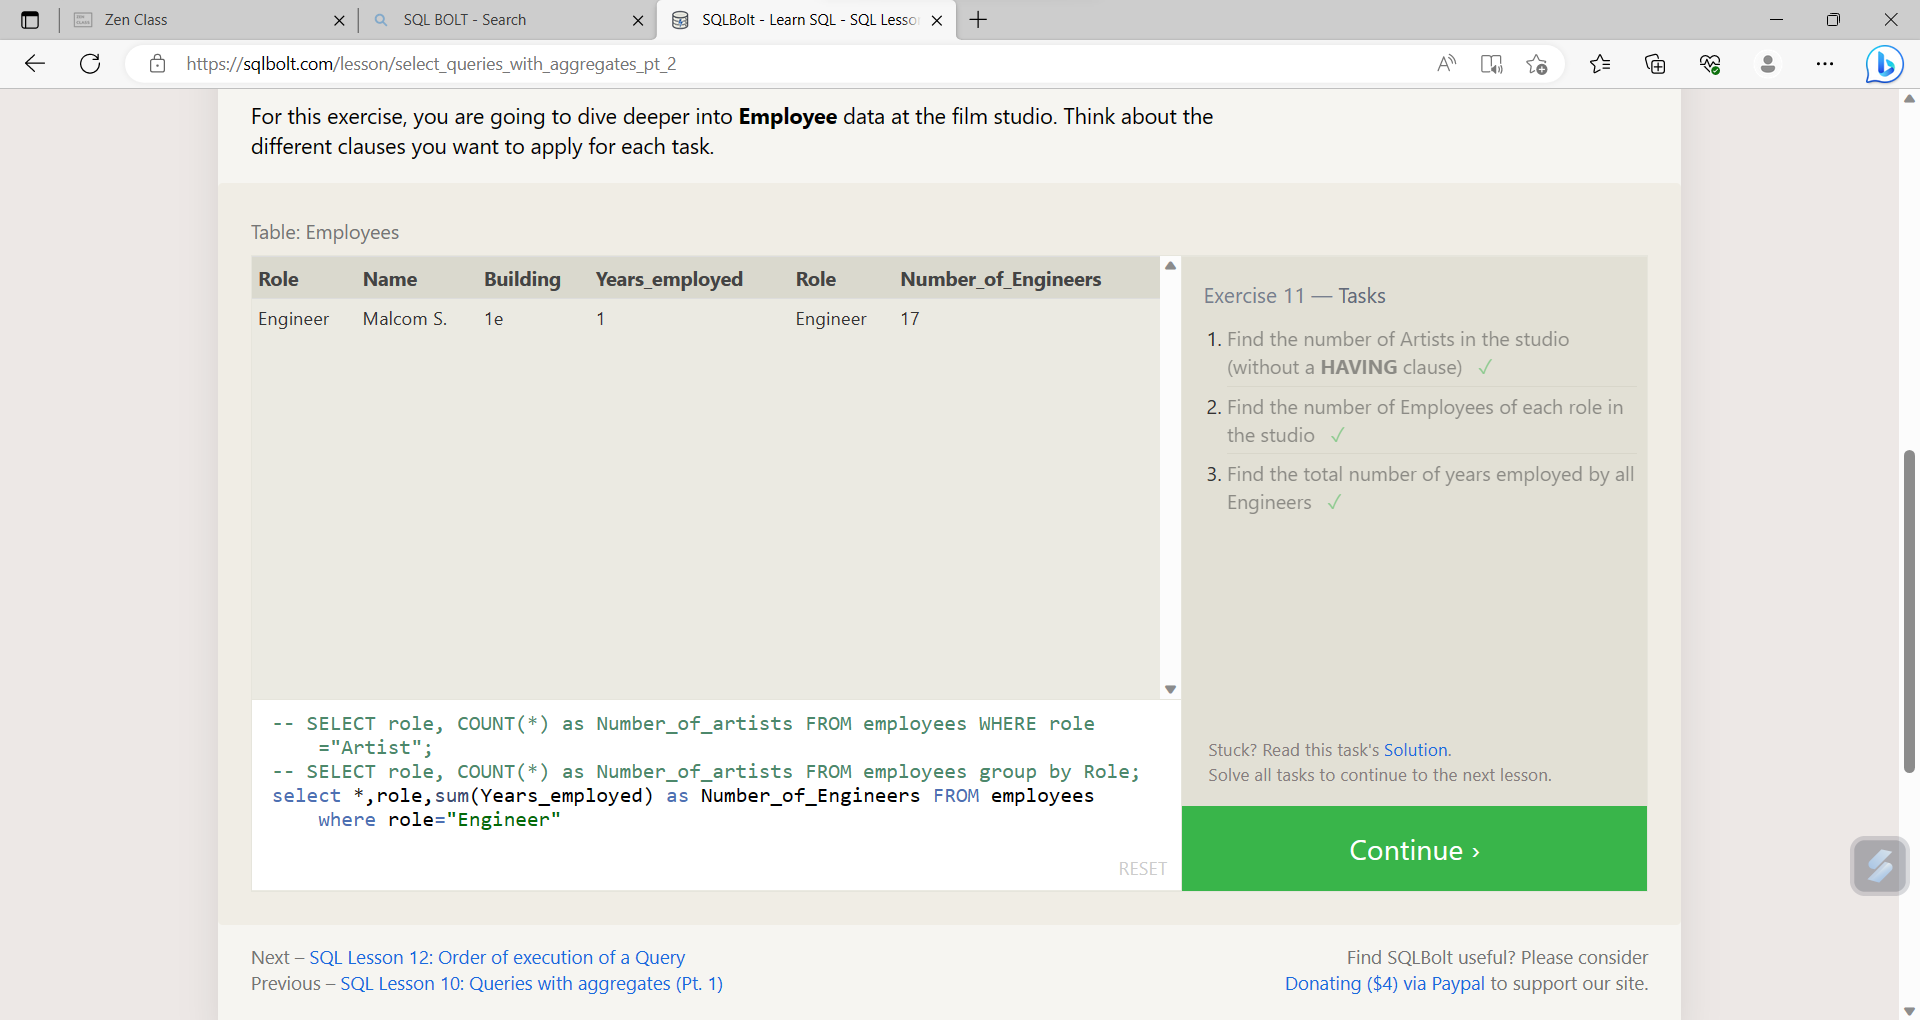 Zen Class
SQL BOLT - Search
SQLBolt - Learn SQL - SQL Lesso
https://sqlbolt.com/lesson/select_queries_with_aggregates_pt_2
For this exercise, you are going to dive deeper into Employee data at the film studio. Think about the
different clauses you want to apply for each task.
Table: Employees
Role Name Building Years_employed Role Number_of_Engineers
Engineer Malcom S. 1e 1 Engineer 17
Exercise 11 — Tasks
1. Find the number of Artists in the studio
(without a HAVING clause) ✓
2. Find the number of Employees of each role in
the studio ✓
3. Find the total number of years employed by all
Engineers ✓
-- SELECT role, COUNT(*) as Number_of_artists FROM employees WHERE role
="Artist";
-- SELECT role, COUNT(*) as Number_of_artists FROM employees group by Role;
select *,role,sum(Years_employed) as Number_of_Engineers FROM employees
where role="Engineer"
RESET
Stuck? Read this task's Solution.
Solve all tasks to continue to the next lesson.
Continue ›
Next – SQL Lesson 12: Order of execution of a Query
Previous – SQL Lesson 10: Queries with aggregates (Pt. 1)
Find SQLBolt useful? Please consider
Donating ($4) via Paypal to support our site.